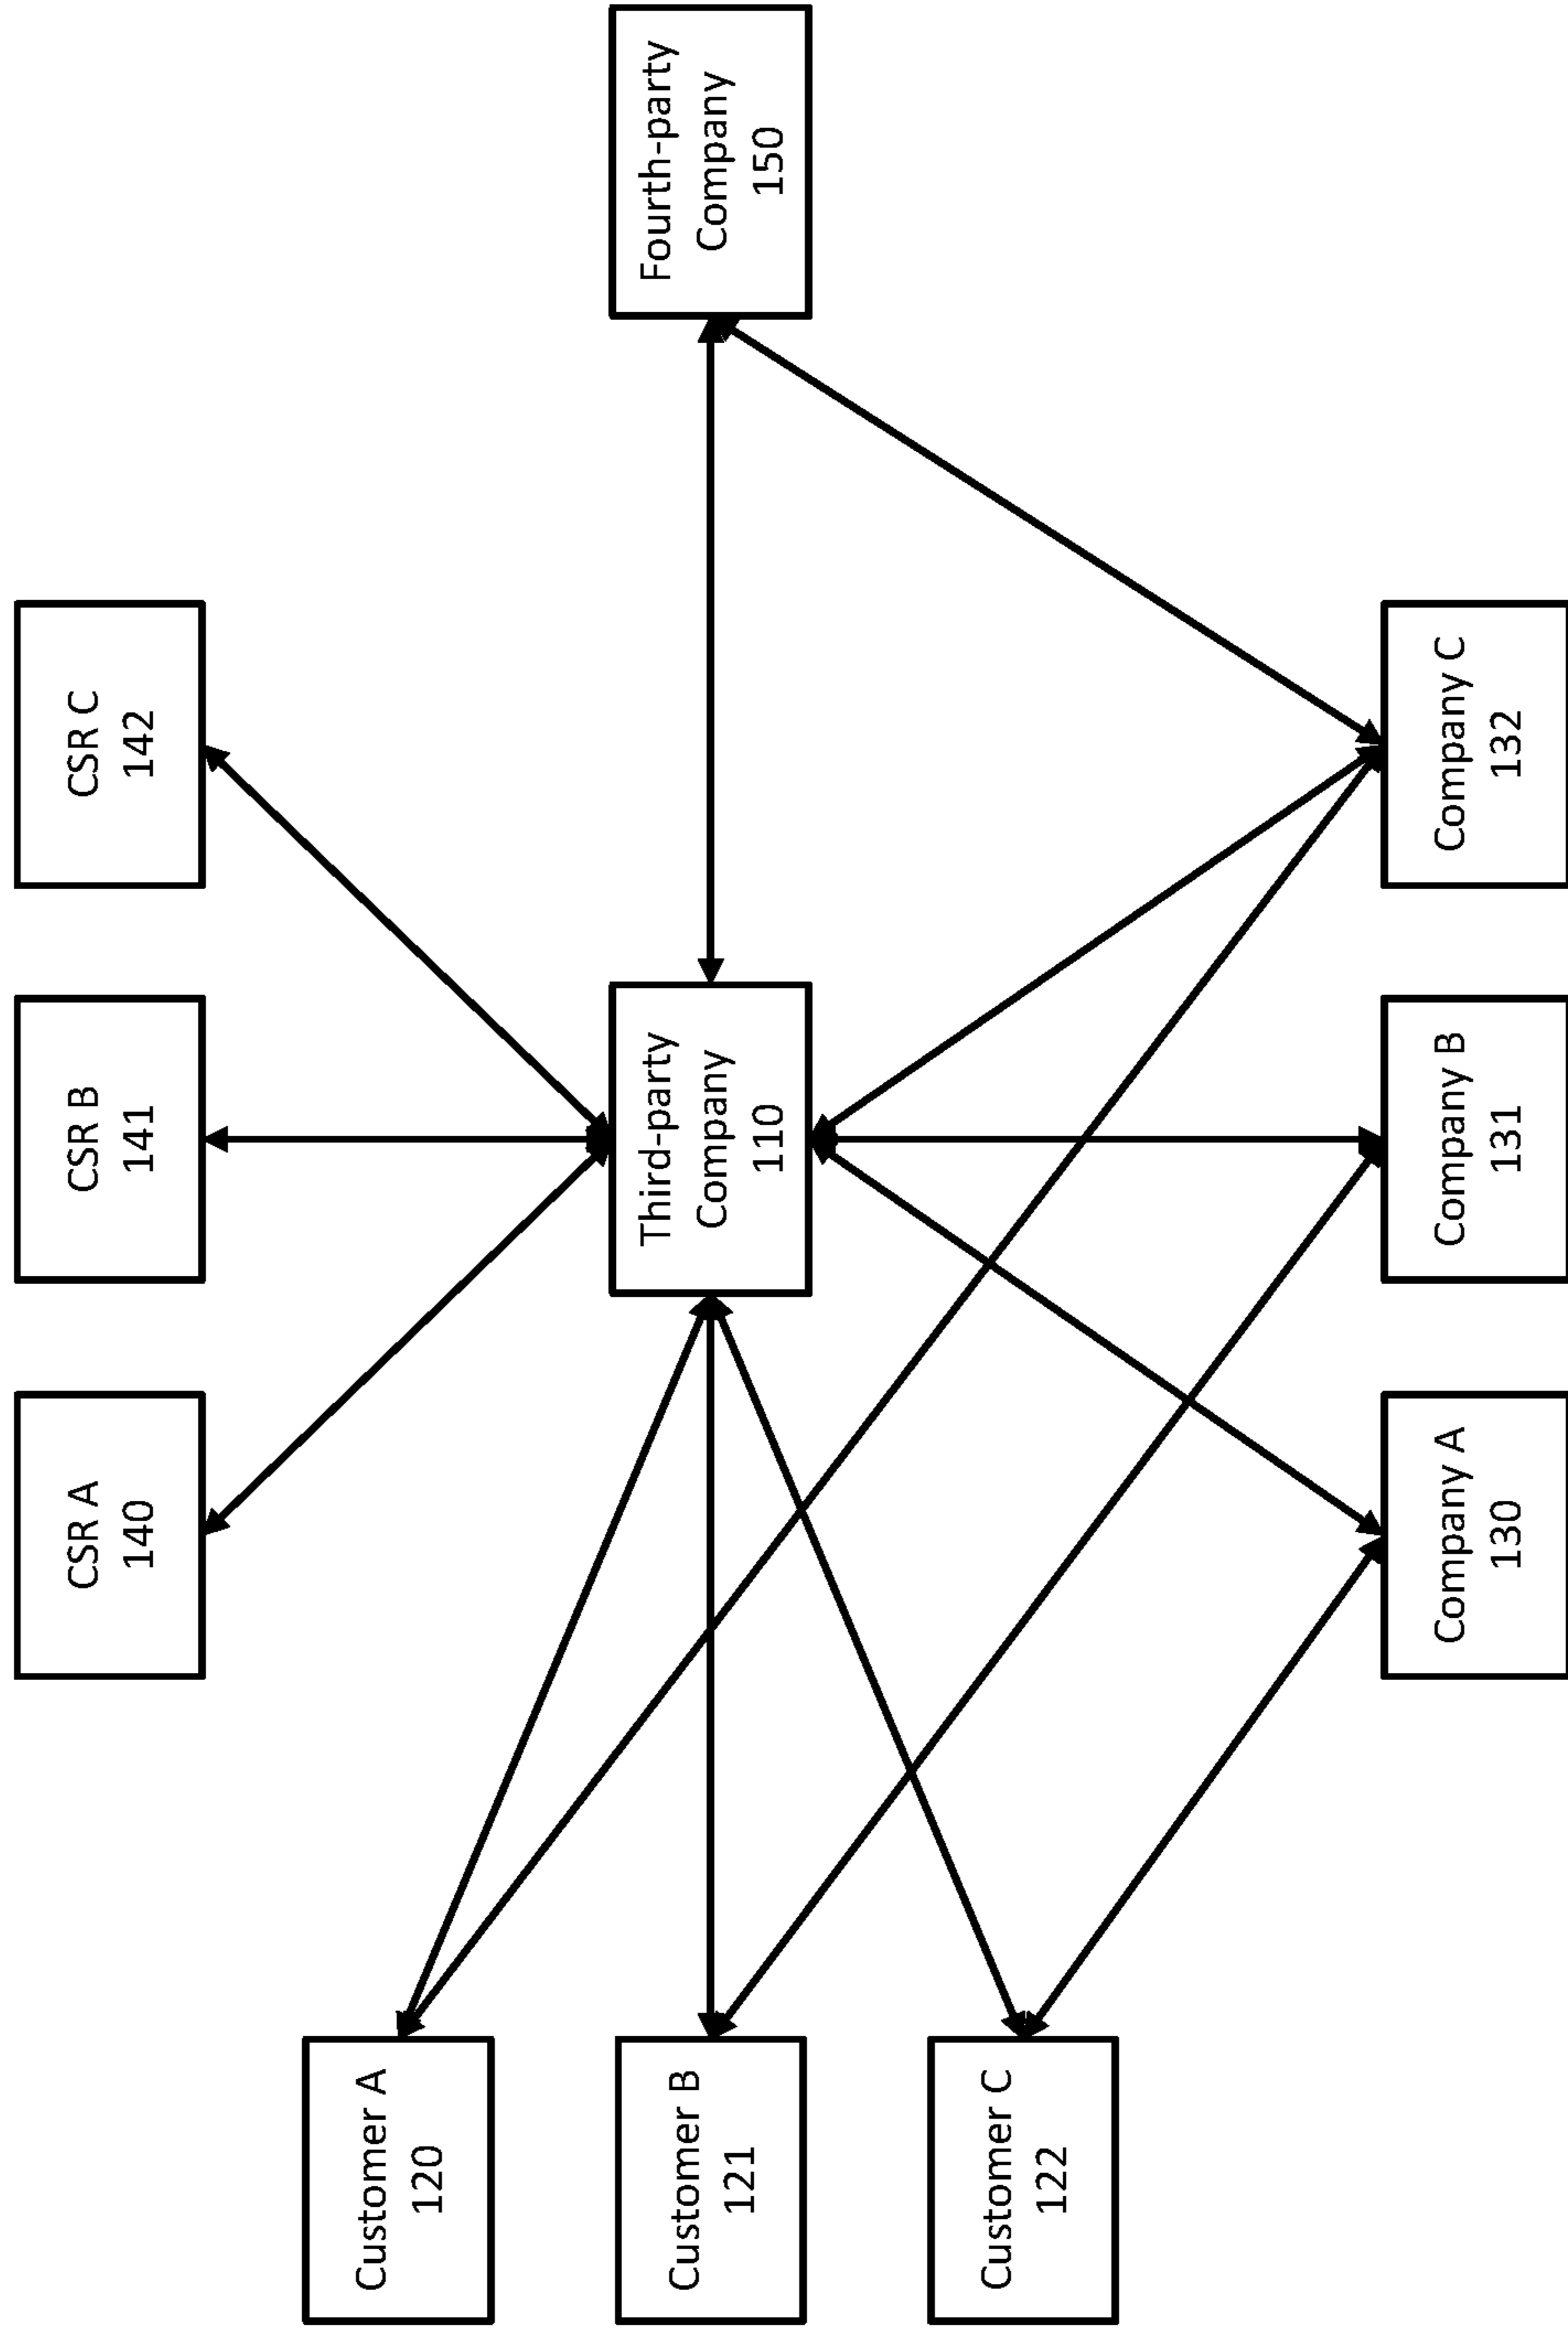 CSR A
140
CSR B
141
CSR C
142
Customer A
120
Customer B
121
Customer C
122
Third-party
Company
110
Fourth-party
Company
150
Company A
130
Company B
131
Company C
132